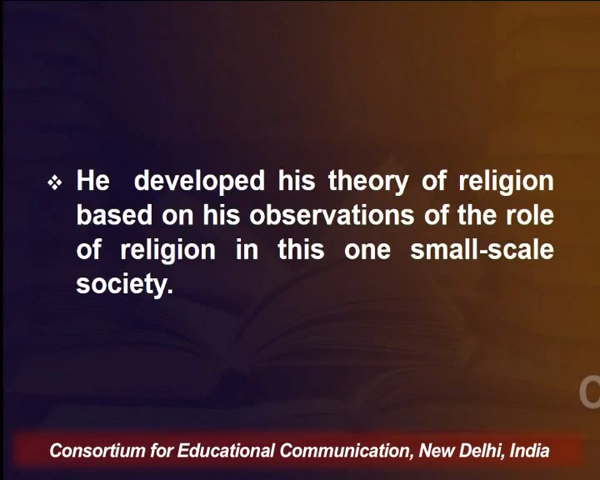 ❖ He developed his theory of religion
based on his observations of the role
of religion in this one small-scale
society.
C
Consortium for Educational Communication, New Delhi, India